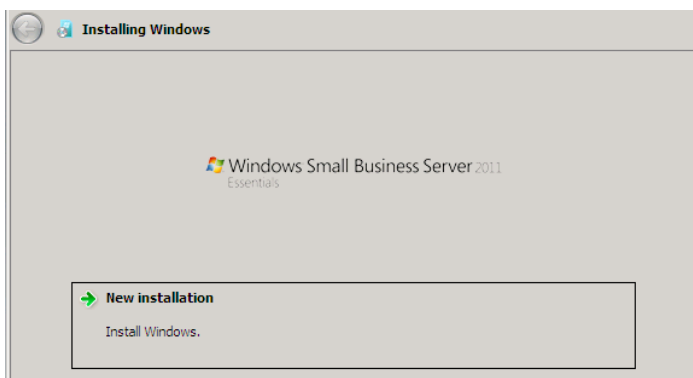 Installing Windows
Windows Small Business Server 2011
Essentials
New installation
Install Windows.